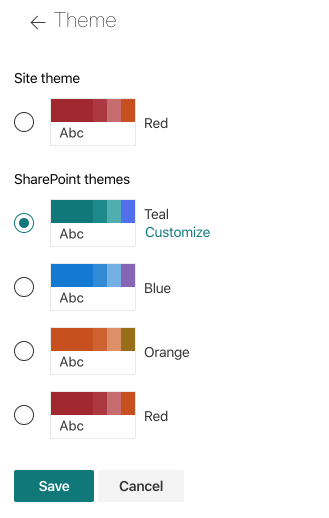 Theme
Site theme
Abc
Red
SharePoint themes
Teal
Abc
Customize
Abc
Blue
Abc
Orange
Abc
Red
Save
Cancel